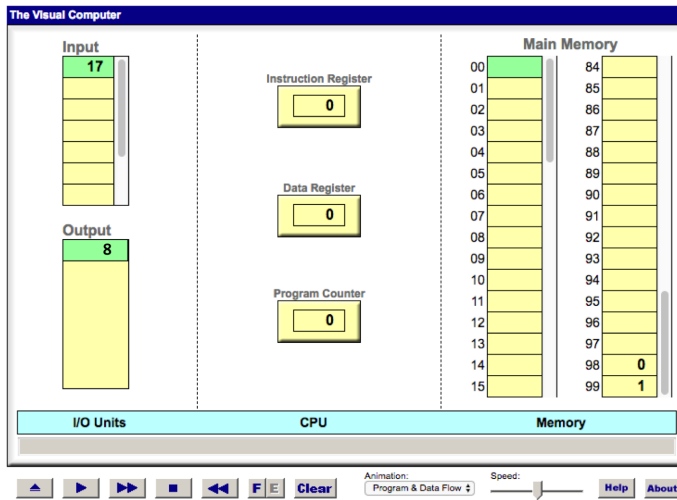 The Visual Computer
Input
17
Output
8
Instruction Register
0
Data Register
0
Program Counter
0
Main Memory
00 84
01 85
02 86
03 87
04 88
05 89
06 90
07 91
08 92
09 93
10 94
11 95
12 96
13 97
14 98 0
15 99 1
I/O Units CPU Memory
F E Clear
Animation:
Program & Data Flow
Speed:
Help About